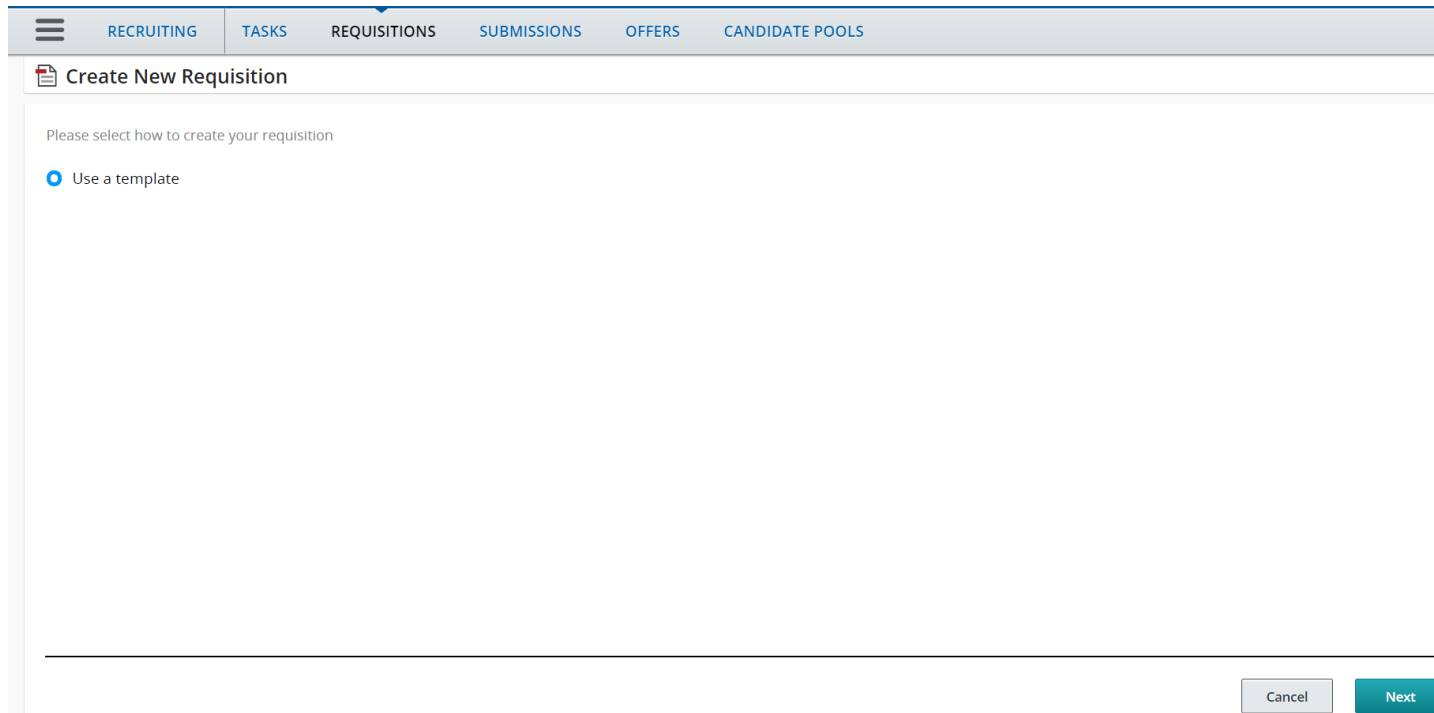 RECRUITING TASKS REQUISITIONS SUBMISSIONS OFFERS CANDIDATE POOLS
Create New Requisition
Please select how to create your requisition
Use a template
Cancel Next